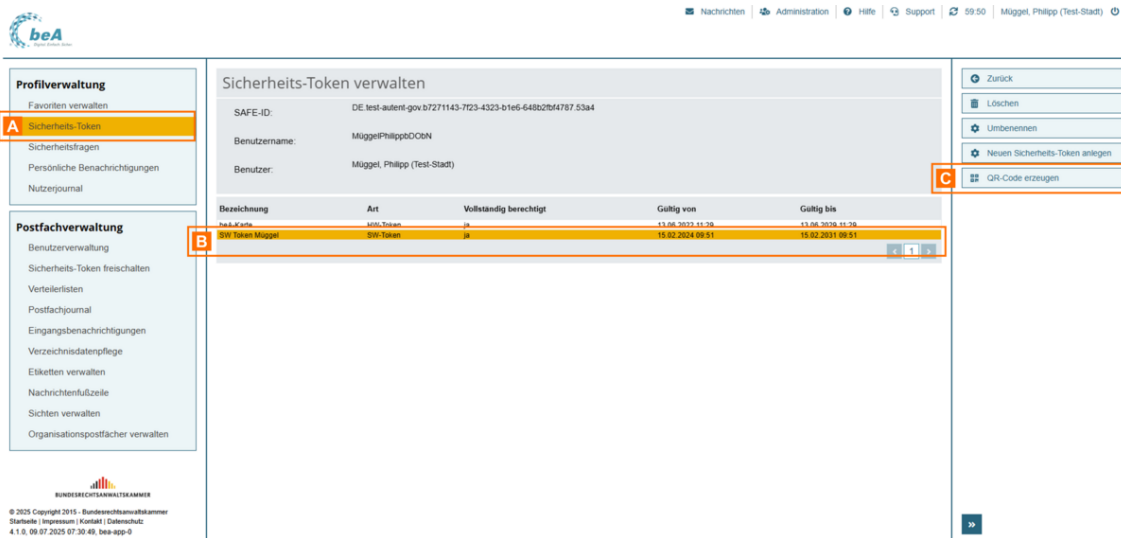 Nachrichten
Administration
Hilfe
Support
59:50
Müggel, Philipp (Test-Stadt)
beA
Profilverwaltung
Favoriten verwalten
A
Sicherheits-Token
Sicherheitsfragen
Persönliche Benachrichtigungen
Nutzerjournal
Postfachverwaltung
Benutzerverwaltung
Sicherheits-Token freischalten
Verteilerlisten
Postfachjournal
Eingangsbenachrichtigungen
Verzeichnisdatenpflege
Etiketten verwalten
Nachrichtenfußzeile
Sichten verwalten
Organisationspostfächer verwalten
BUNDESRECHTSANWALTSKAMMER
© 2025 Copyright 2015 - Bundesrechtsanwaltskammer
Startseite | Impressum | Kontakt | Datenschutz
4.1.0, 09.07.2025 07:30:49, bea-app-0
Sicherheits-Token verwalten
SAFE-ID: DE.test-autent-gov.b7271143-7f23-4323-b1e6-648b2fbf4787.53a4
Benutzername: MüggelPhilippbDObN
Benutzer: Müggel, Philipp (Test-Stadt)
Bezeichnung Art Vollständig berechtigt Gültig von Gültig bis
beA-Karte HW-Token ja 13.06.2022 11:29 13.06.2029 11:29
B
SW Token Müggel SW-Token ja 15.02.2024 09:51 15.02.2031 09:51
< 1 >
Zurück
Löschen
Umbenennen
Neuen Sicherheits-Token anlegen
C
QR-Code erzeugen
»